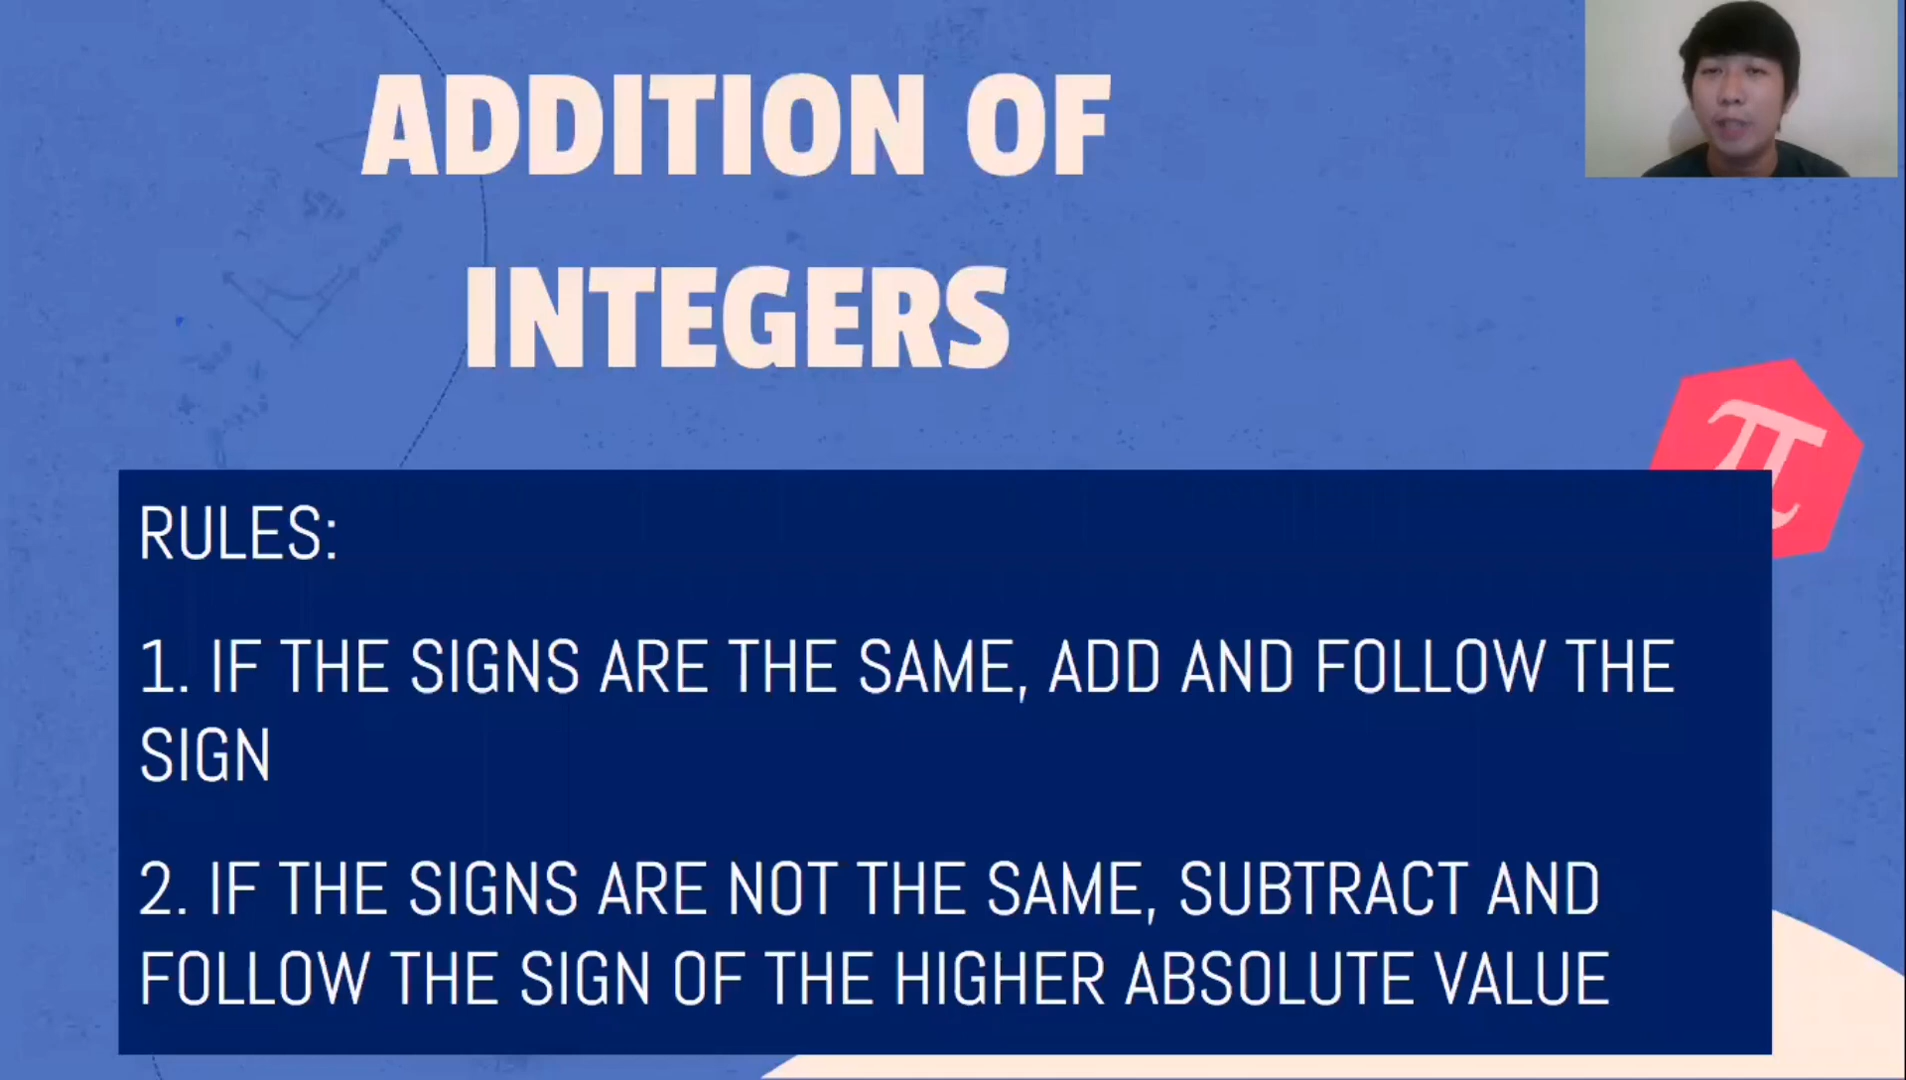 ADDITION OF
INTEGERS
π
RULES:
1. IF THE SIGNS ARE THE SAME, ADD AND FOLLOW THE
SIGN
2. IF THE SIGNS ARE NOT THE SAME, SUBTRACT AND
FOLLOW THE SIGN OF THE HIGHER ABSOLUTE VALUE